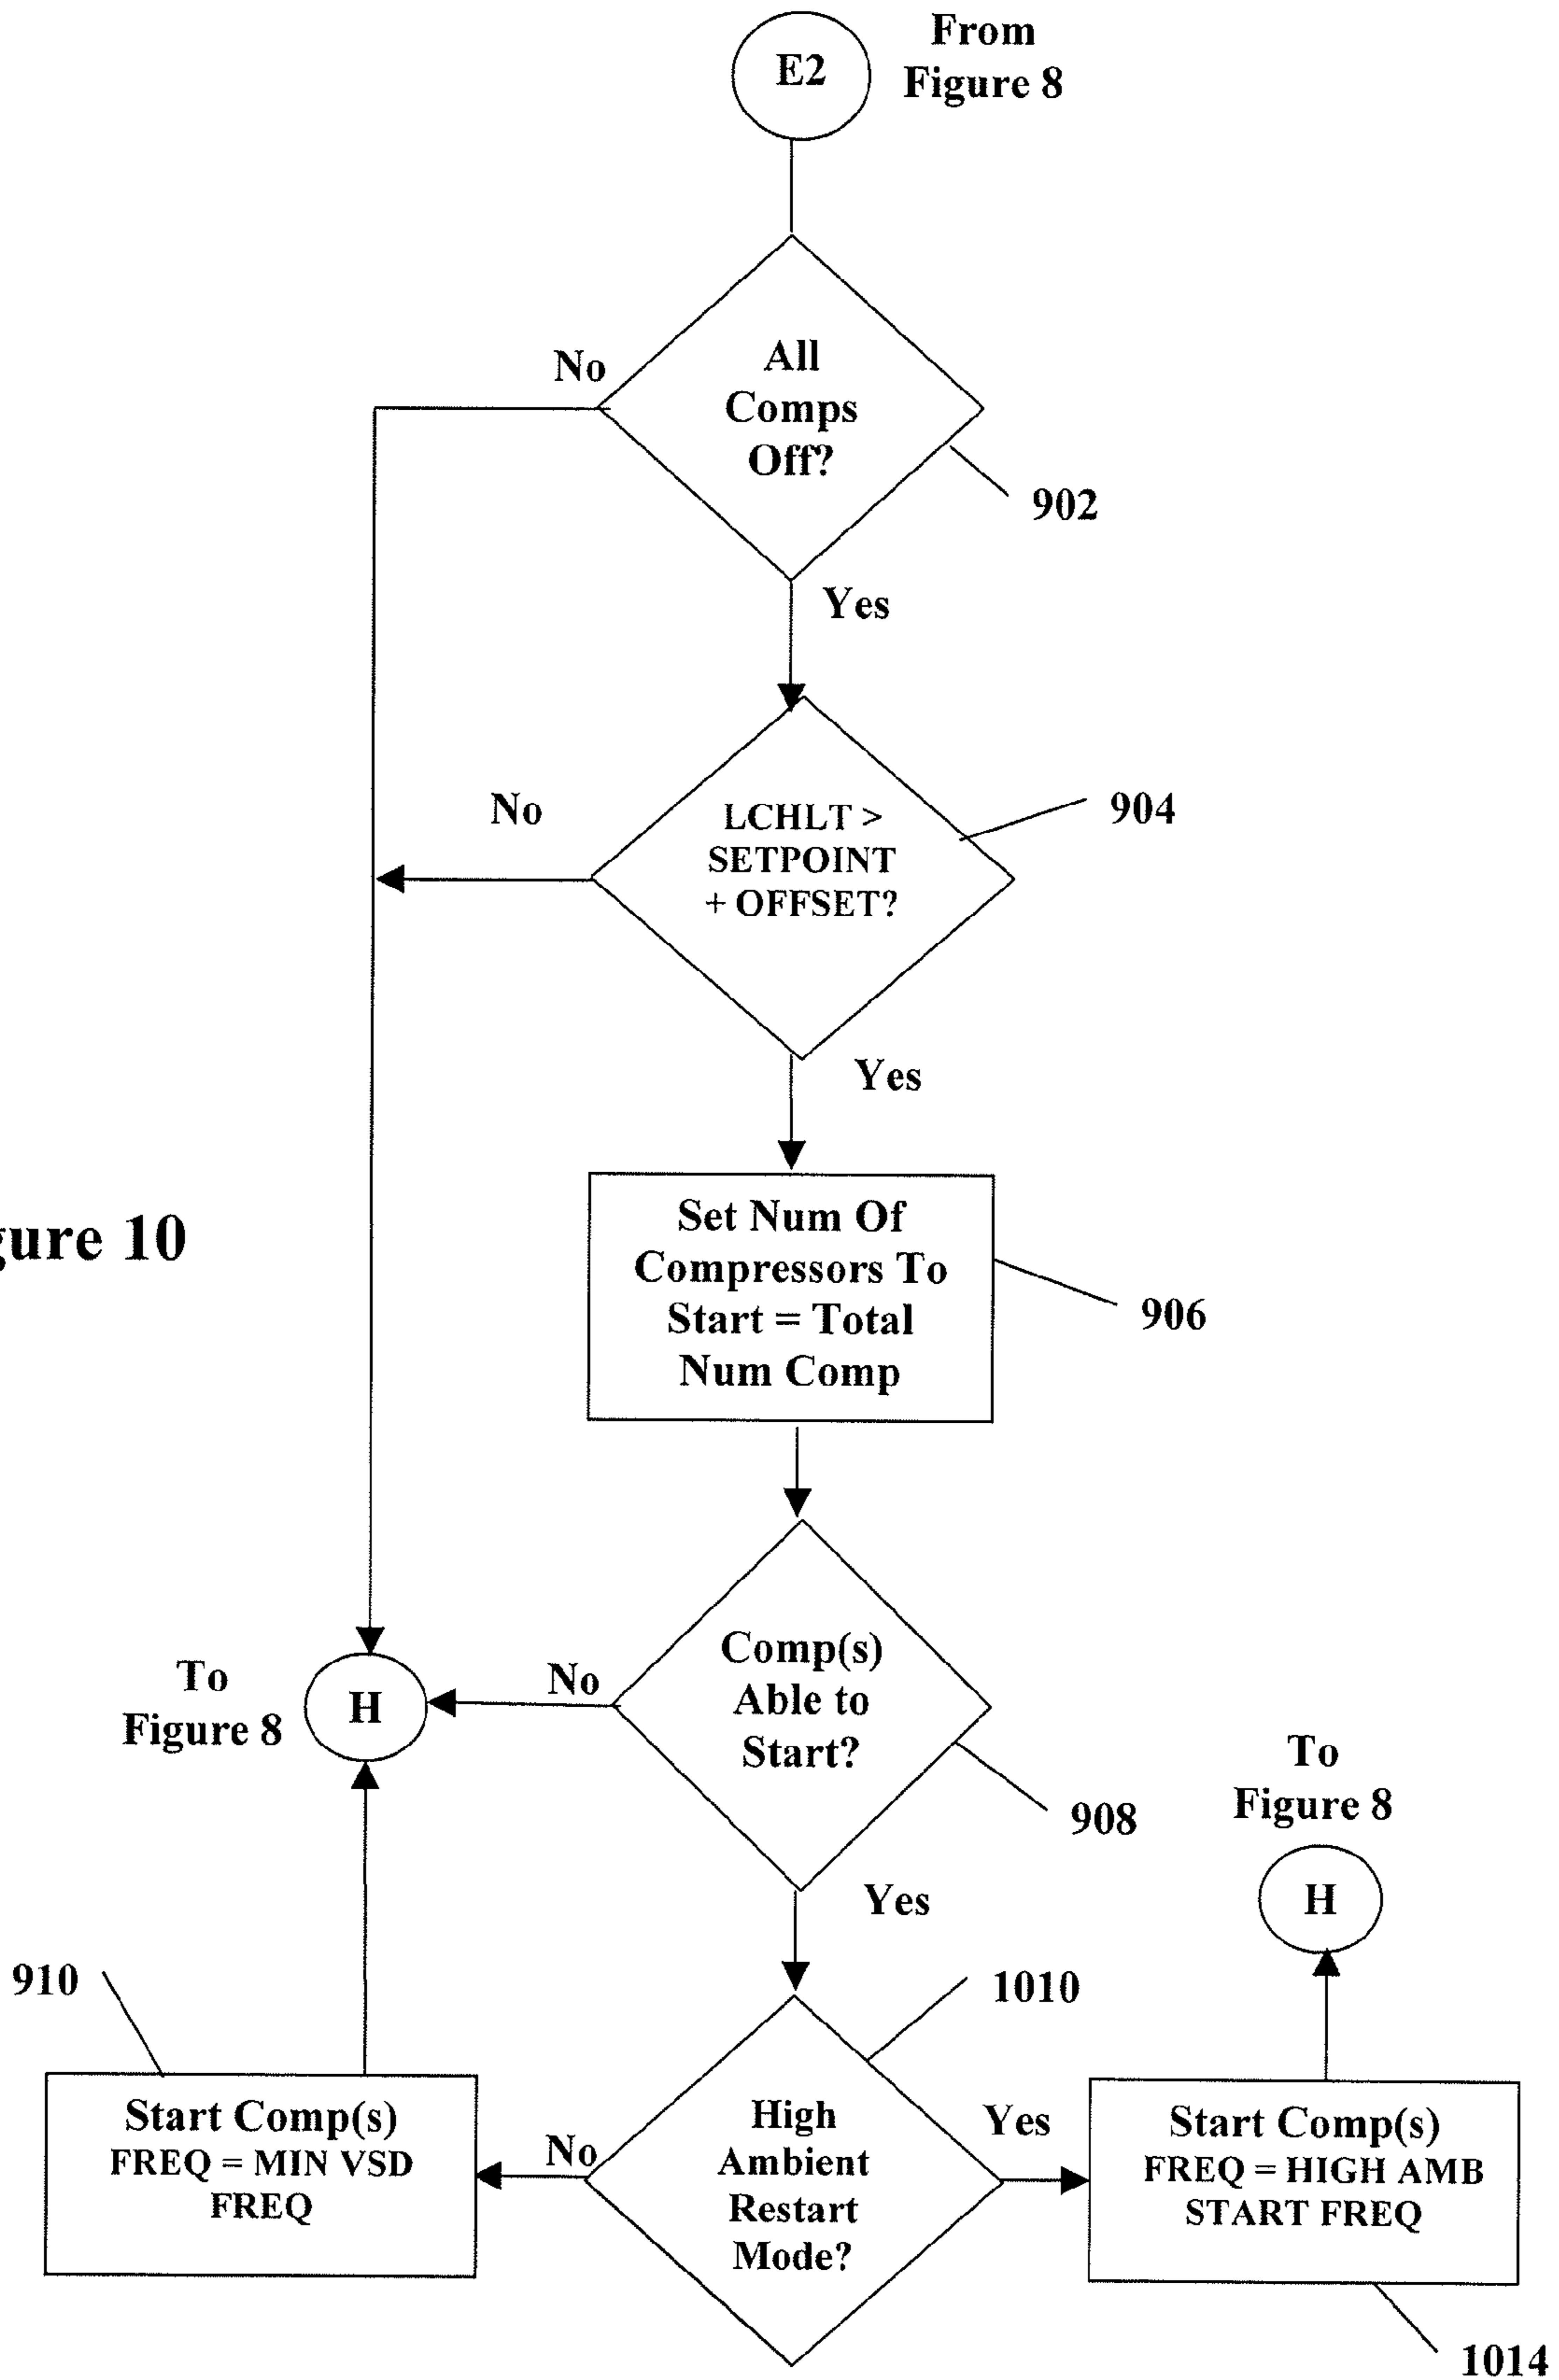 From
Figure 8
E2
All
Comps
Off?
No
902
Yes
LCHLT >
SETPOINT
+ OFFSET?
No
904
Yes
Set Num Of
Compressors To
Start = Total
Num Comp
906
gure 10
Comp(s)
Able to
Start?
No
To
Figure 8
H
908
Yes
To
Figure 8
H
910
1010
High
Ambient
Restart
Mode?
No
Yes
Start Comp(s)
FREQ = MIN VSD
FREQ
Start Comp(s)
FREQ = HIGH AMB
START FREQ
1014